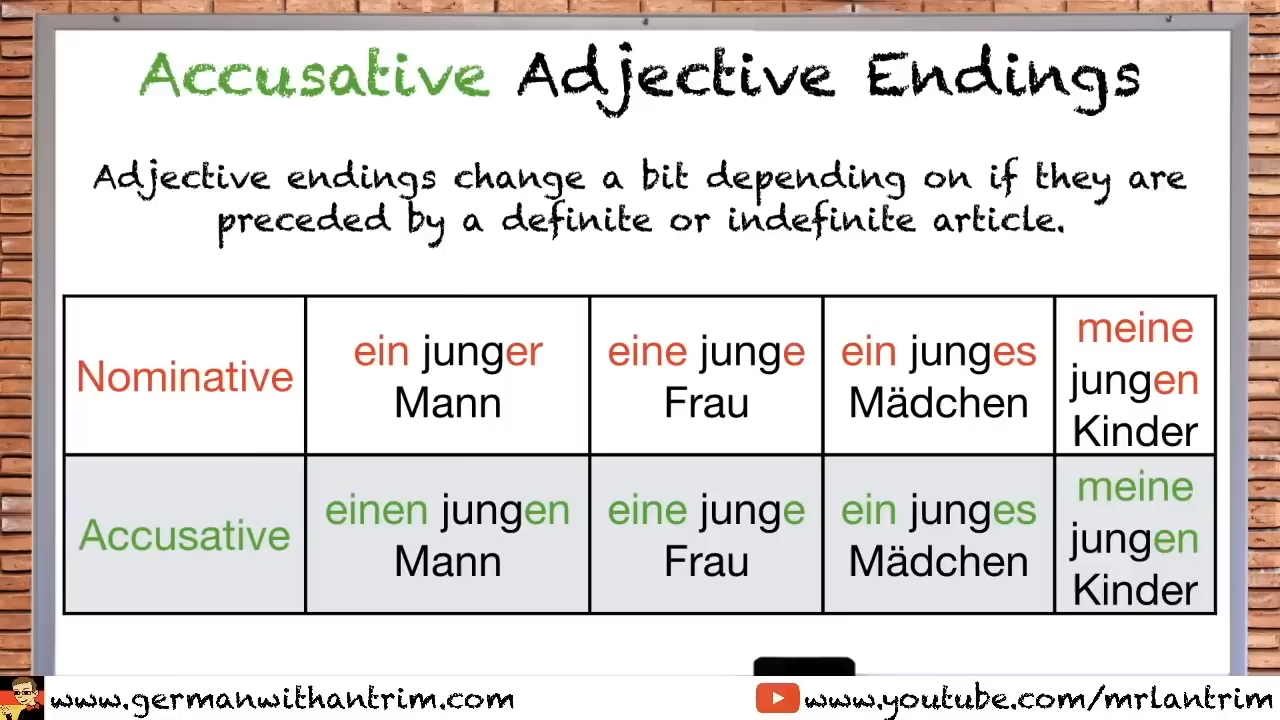 Accusative Adjective Endings
Adjective endings change a bit depending on if they are
preceded by a definite or indefinite article.
Nominative
ein junger
Mann
eine junge
Frau
ein junges
Mädchen
meine
jungen
Kinder
Accusative
einen jungen
Mann
eine junge
Frau
ein junges
Mädchen
meine
jungen
Kinder
www.germanwithantrim.com
www.youtube.com/mrlantrim